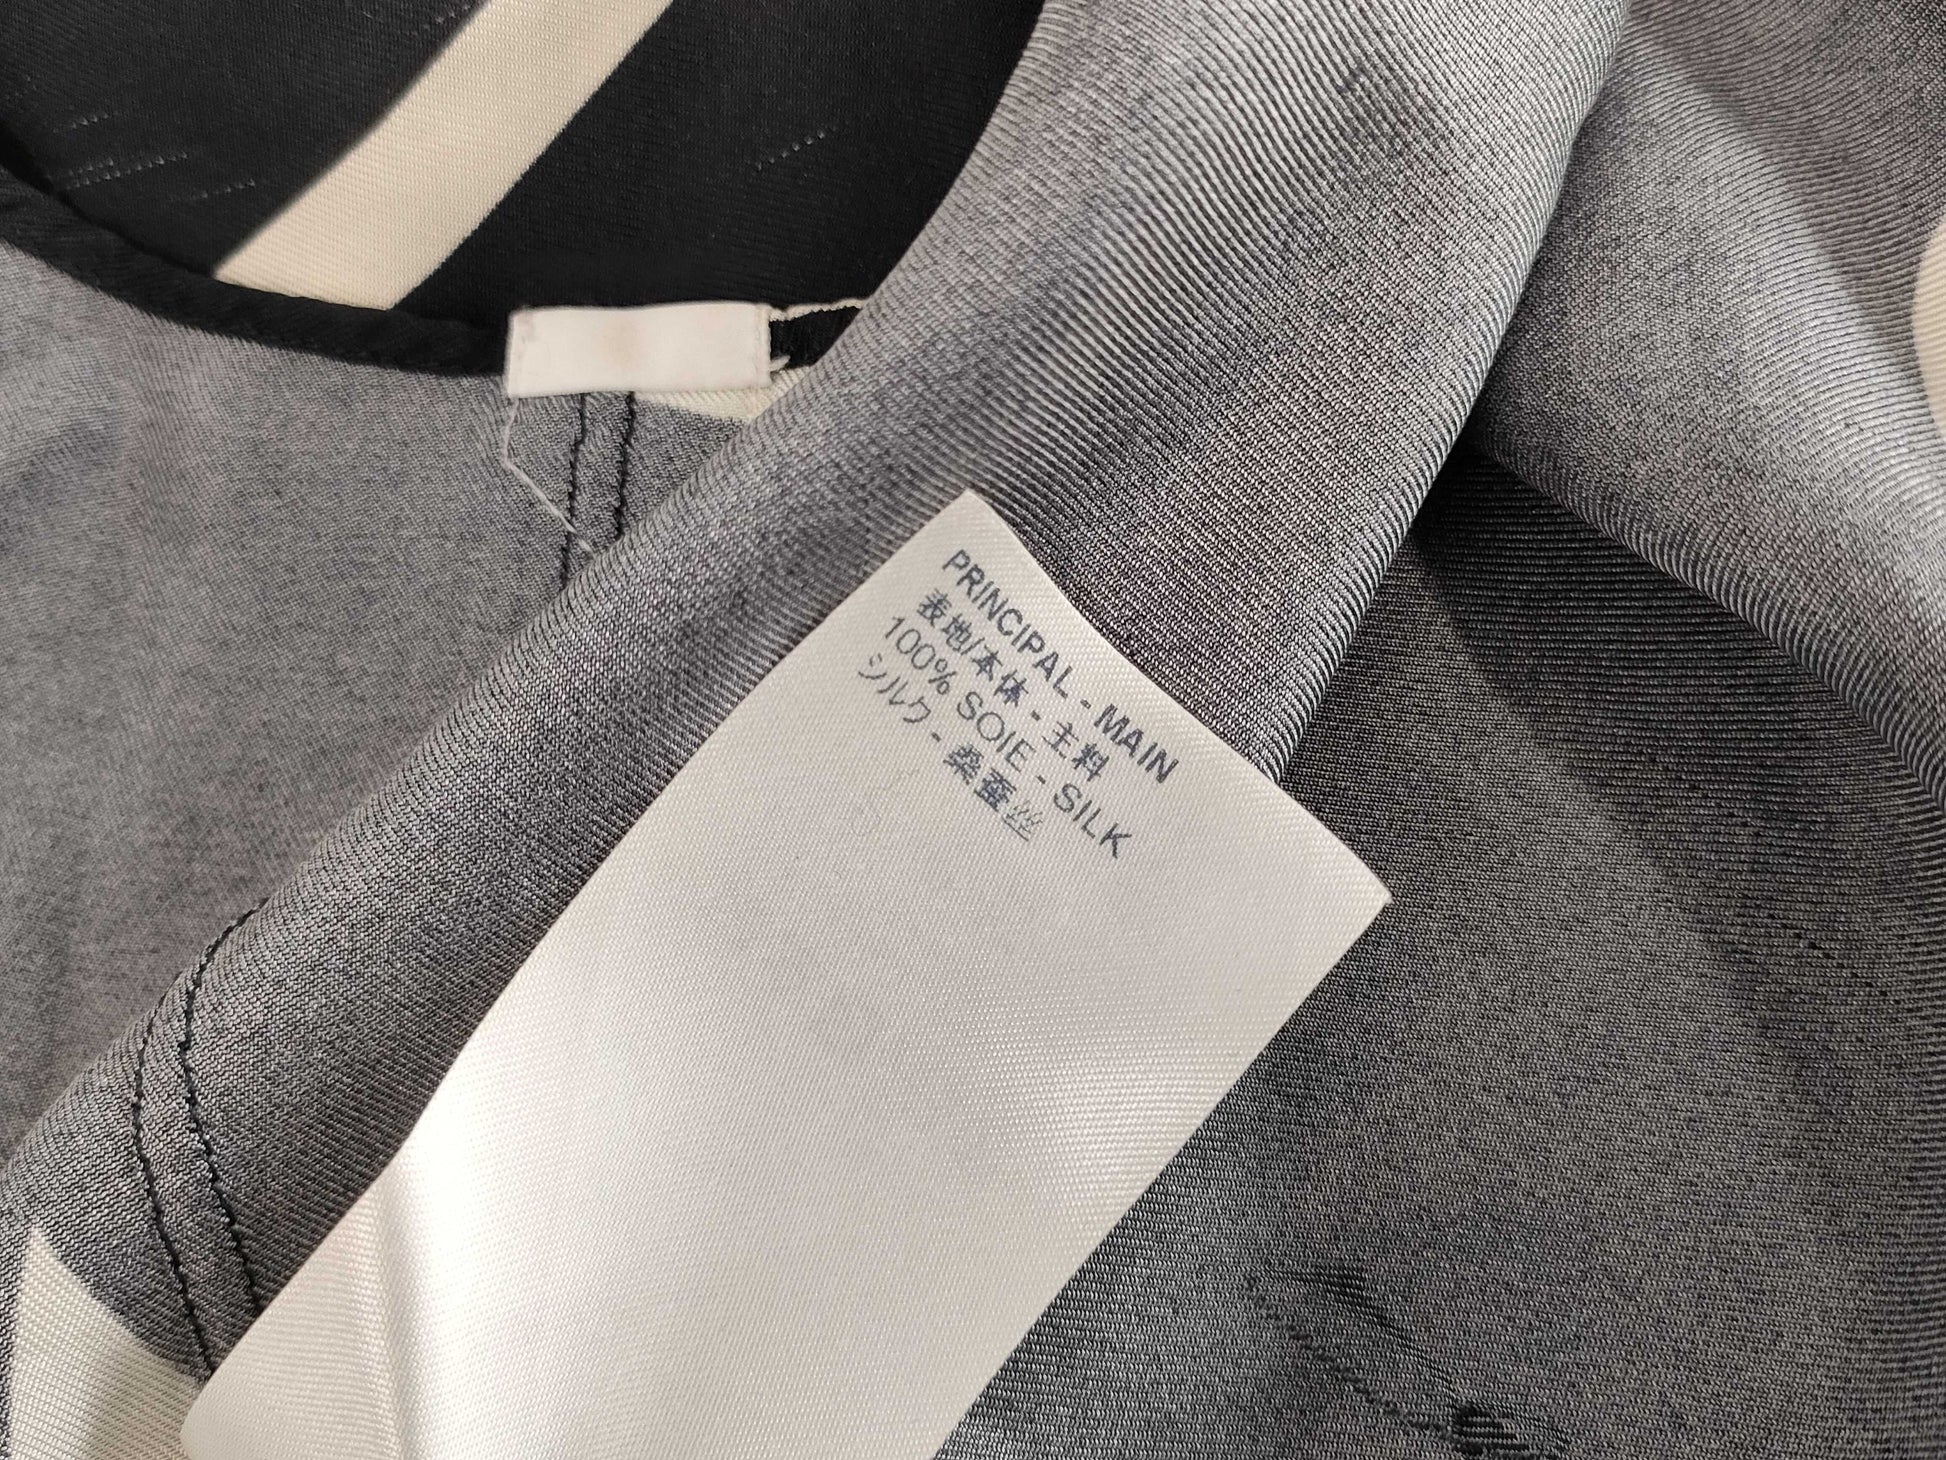 PRINCIPAL - MAIN
表地/本体 - 主料
100% SOIE - SILK
シルク - 桑蚕丝